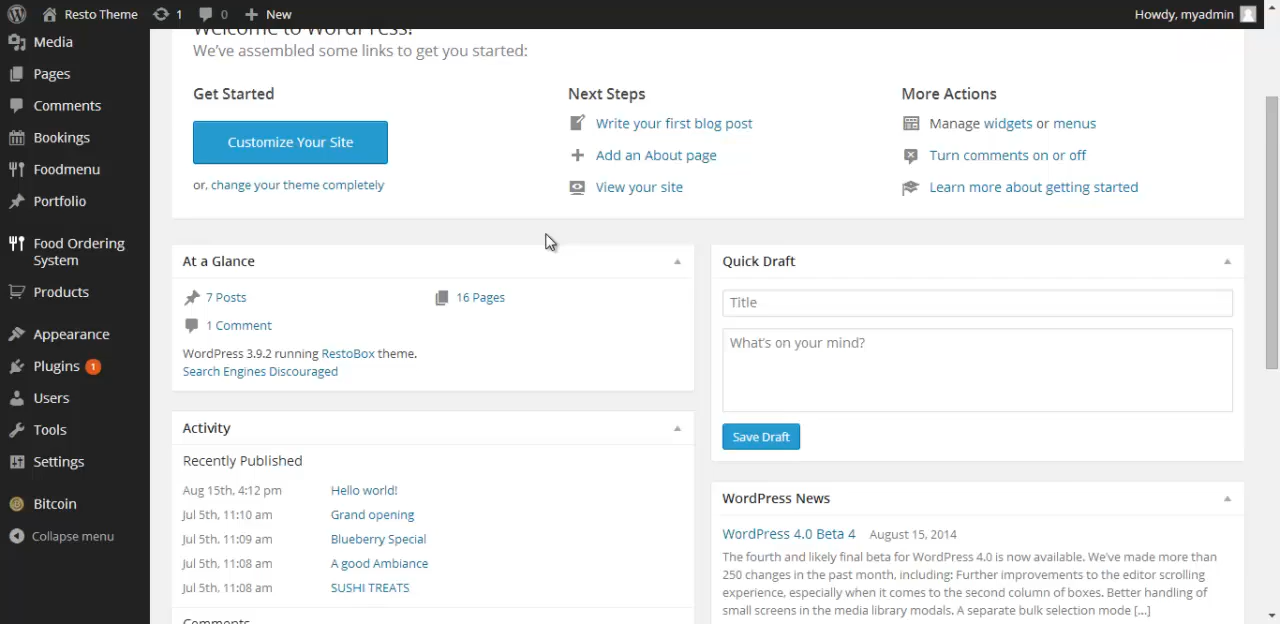 Resto Theme 1 0 New Howdy, myadmin
Media
Pages
Comments
Bookings
Foodmenu
Portfolio
Food Ordering
System
Products
Appearance
Plugins 1
Users
Tools
Settings
Bitcoin
Collapse menu
Welcome to WordPress!
We've assembled some links to get you started:
Get Started
Customize Your Site
or, change your theme completely
Next Steps
Write your first blog post
Add an About page
View your site
More Actions
Manage widgets or menus
Turn comments on or off
Learn more about getting started
At a Glance
7 Posts 16 Pages
1 Comment
WordPress 3.9.2 running RestoBox theme.
Search Engines Discouraged
Activity
Recently Published
Aug 15th, 4:12 pm Hello world!
Jul 5th, 11:10 am Grand opening
Jul 5th, 11:09 am Blueberry Special
Jul 5th, 11:08 am A good Ambiance
Jul 5th, 11:08 am SUSHI TREATS
Comments
Quick Draft
Title
What's on your mind?
Save Draft
WordPress News
WordPress 4.0 Beta 4 August 15, 2014
The fourth and likely final beta for WordPress 4.0 is now available. We've made more than
250 changes in the past month, including: Further improvements to the editor scrolling
experience, especially when it comes to the second column of boxes. Better handling of
small screens in the media library modals. A separate bulk selection mode [...]